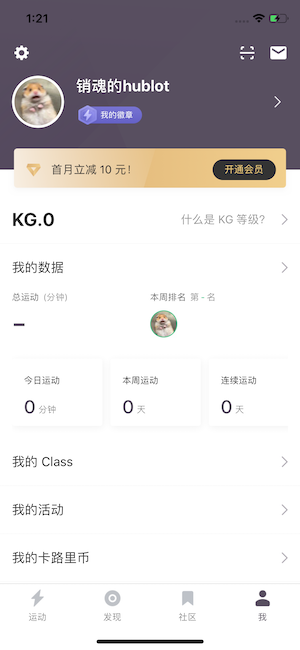 1:21
销魂的hublot
我的徽章
首月立减 10 元!
开通会员
KG.0
什么是 KG 等级?
我的数据
总运动 (分钟)
本周排名 第 - 名
–
今日运动
本周运动
连续运动
0 分钟
0 天
0 天
我的 Class
我的活动
我的卡路里币
运动
发现
社区
我